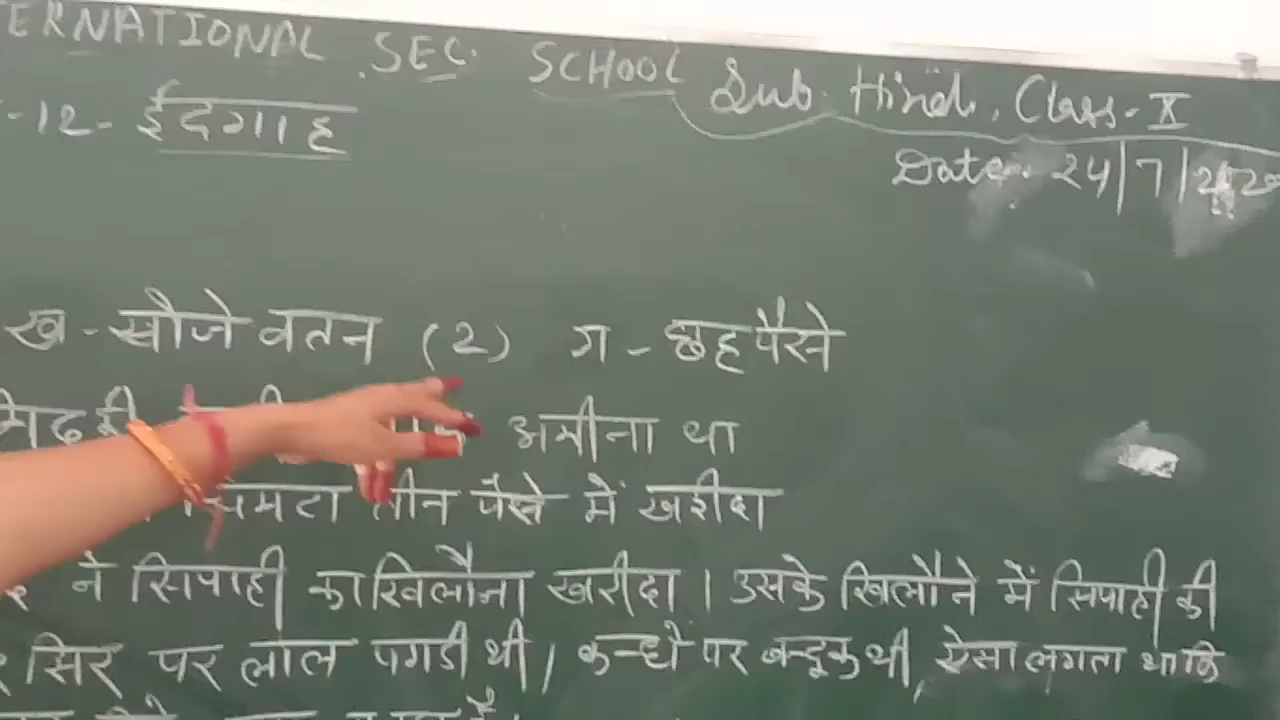 ERNATIONAL SEC. SCHOOL Sub. Hindi, Class-X
-12- ईदगाह
Date: 24/7/
ख-सोजे वतन (2) ग-छह पैसे
अमीना था
चिमटा तीन पैसे में खरीदा
ने सिपाही का खिलौना खरीदा। उसके खिलौने में सिपाही की
सिर पर लाल पगडी थी, कन्धे पर बन्दूक थी, ऐसा लगता था कि